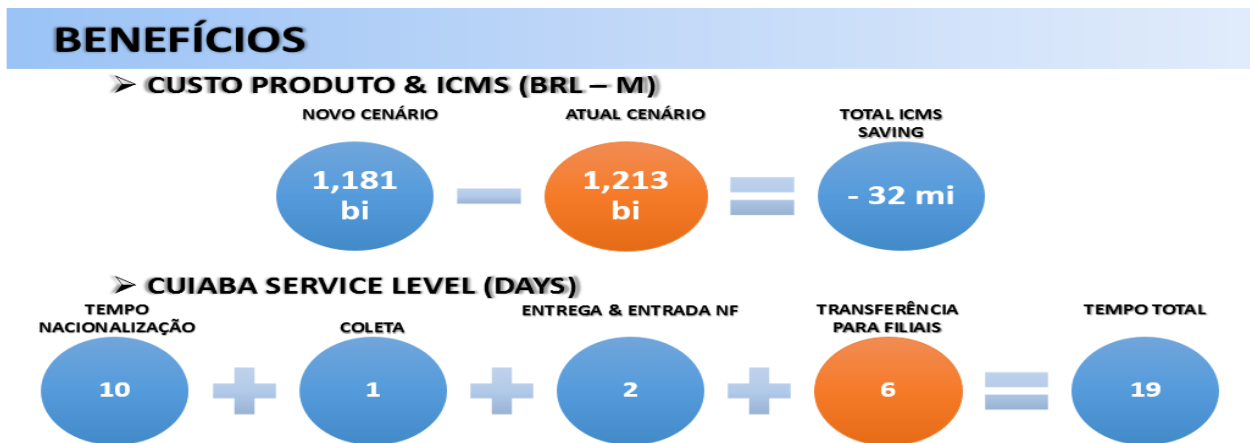 BENEFÍCIOS
➢ CUSTO PRODUTO & ICMS (BRL – M)
NOVO CENÁRIO
ATUAL CENÁRIO
TOTAL ICMS
SAVING
1,181
bi
1,213
bi
- 32 mi
➢ CUIABA SERVICE LEVEL (DAYS)
TEMPO
NACIONALIZAÇÃO
COLETA
ENTREGA & ENTRADA NF
TRANSFERÊNCIA
PARA FILIAIS
TEMPO TOTAL
10
1
2
6
19